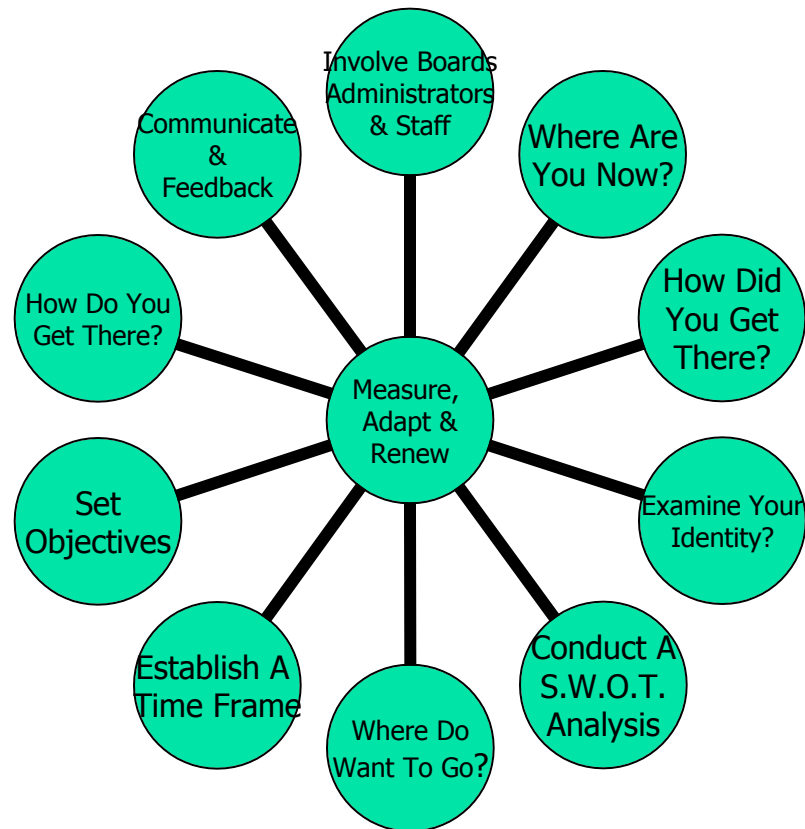 Involve Boards
Administrators
& Staff
Where Are
You Now?
How Did
You Get
There?
Examine Your
Identity?
Conduct A
S.W.O.T.
Analysis
Where Do
Want To Go?
Establish A
Time Frame
Set
Objectives
How Do You
Get There?
Communicate
&
Feedback
Measure,
Adapt &
Renew